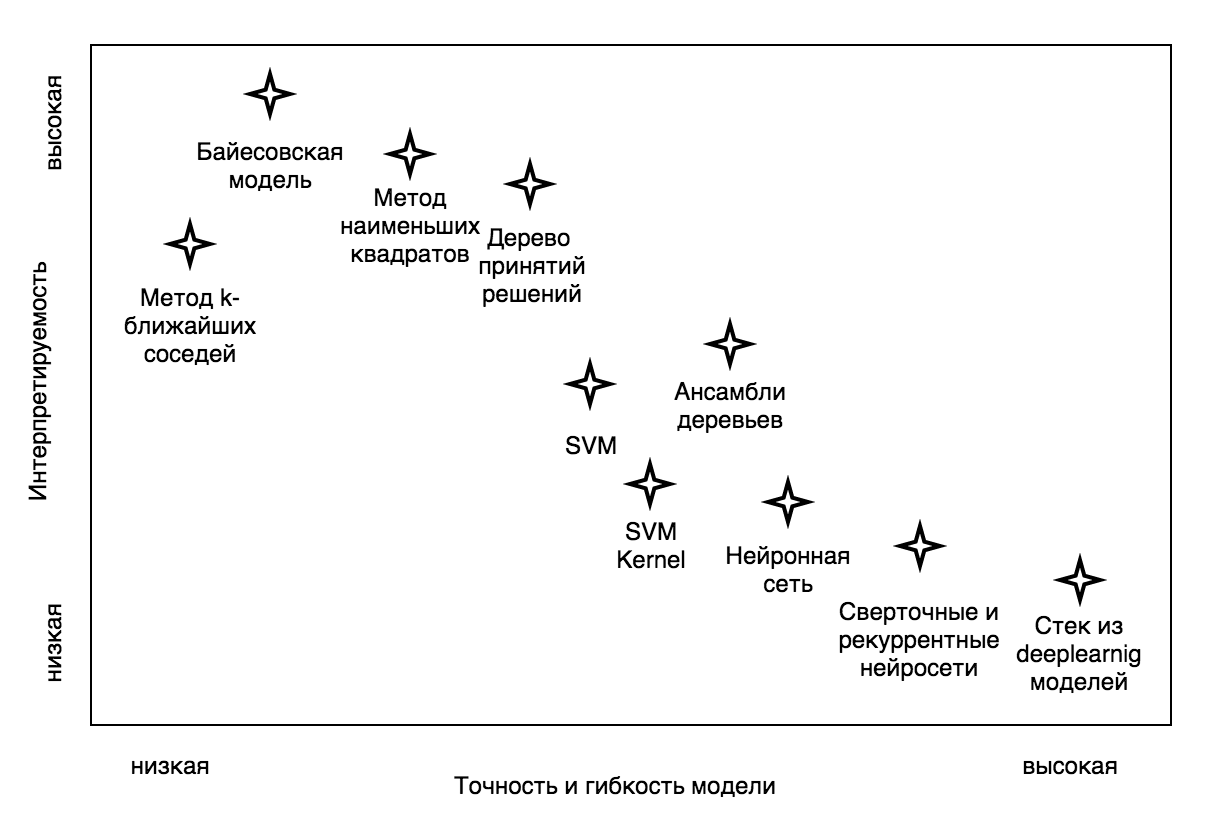 высокая
Интерпретируемость
низкая
Байесовская
модель
Метод
наименьших
квадратов
Дерево
принятий
решений
Метод k-
ближайших
соседей
Ансамбли
деревьев
SVM
SVM
Kernel
Нейронная
сеть
Сверточные и
рекуррентные
нейросети
Стек из
deeplearnig
моделей
низкая
Точность и гибкость модели
высокая